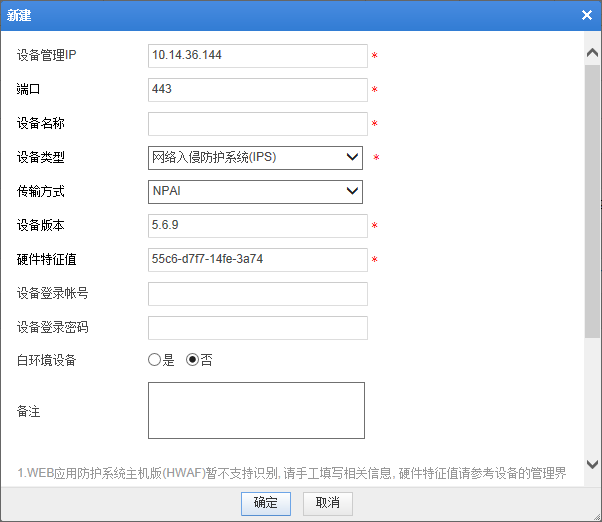 新建
设备管理IP 10.14.36.144 *
端口 443 *
设备名称 *
设备类型 网络入侵防护系统(IPS) *
传输方式 NPAI
设备版本 5.6.9 *
硬件特征值 55c6-d7f7-14fe-3a74 *
设备登录帐号
设备登录密码
白环境设备 是 否
备注
1.WEB应用防护系统主机版(HWAF)暂不支持识别, 请手工填写相关信息, 硬件特征值请参考设备的管理界
确定 取消